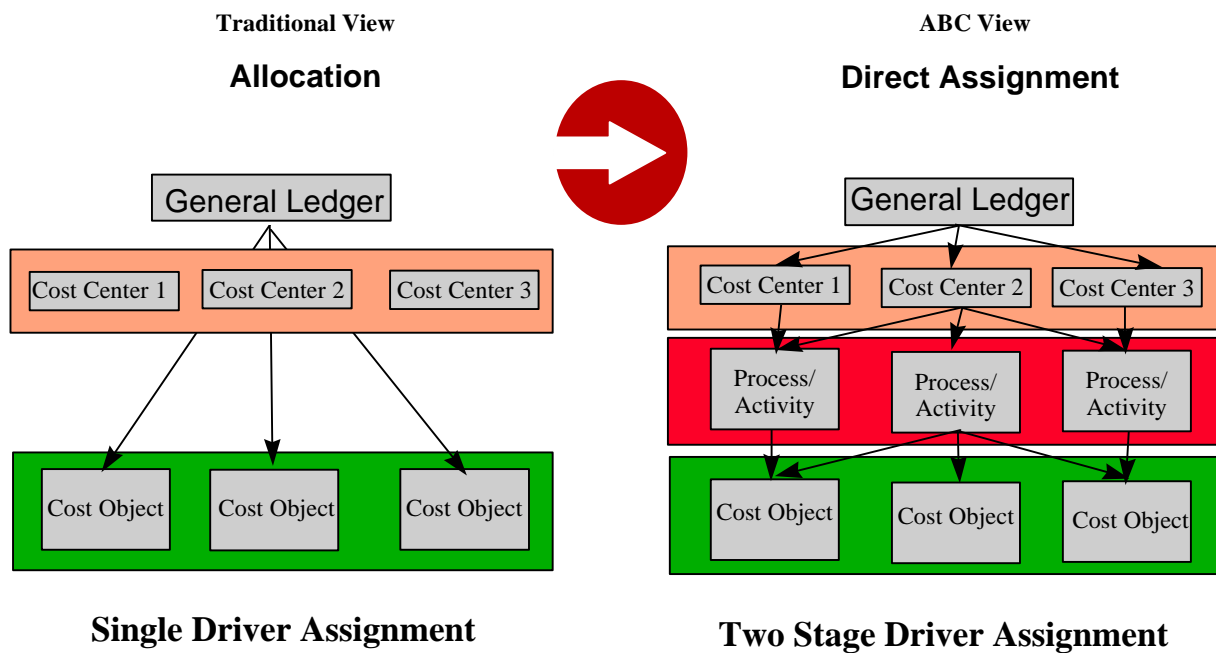 Traditional View
Allocation
General Ledger
Cost Center 1
Cost Center 2
Cost Center 3
Cost Object
Cost Object
Cost Object
Single Driver Assignment
ABC View
Direct Assignment
General Ledger
Cost Center 1
Cost Center 2
Cost Center 3
Process/
Activity
Process/
Activity
Process/
Activity
Cost Object
Cost Object
Cost Object
Two Stage Driver Assignment